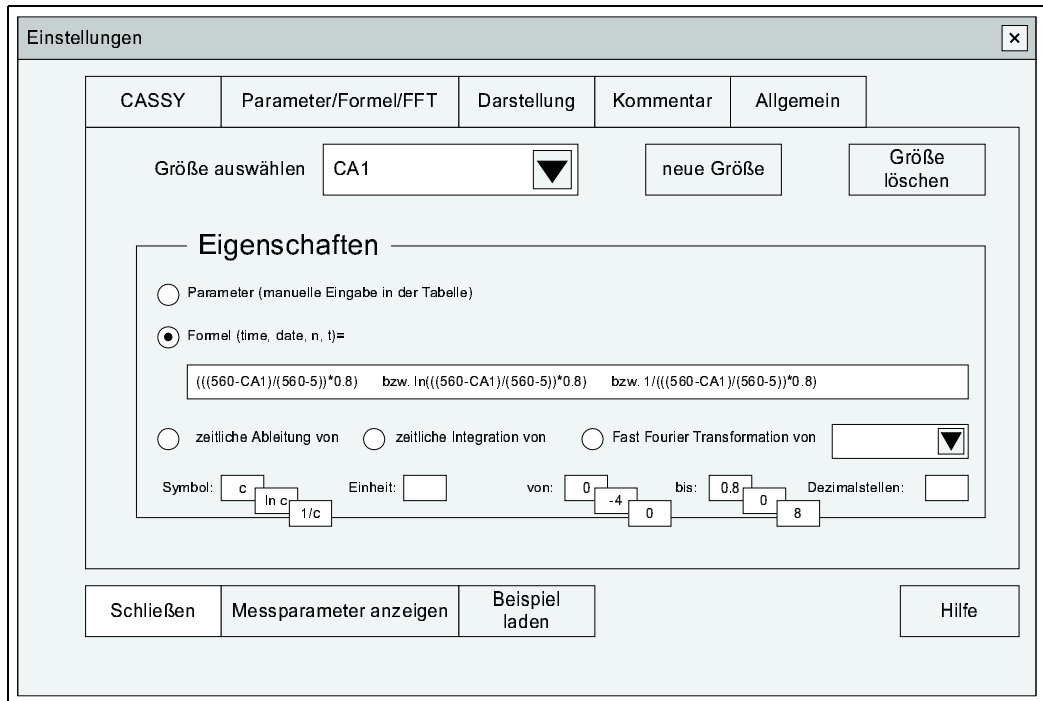 Einstellungen
CASSY Parameter/Formel/FFT Darstellung Kommentar Allgemein
Größe auswählen CA1 neue Größe Größe löschen
Eigenschaften
Parameter (manuelle Eingabe in der Tabelle)
Formel (time, date, n, t)=
(((560-CA1)/(560-5))*0.8) bzw. ln(((560-CA1)/(560-5))*0.8) bzw. 1/(((560-CA1)/(560-5))*0.8)
zeitliche Ableitung von zeitliche Integration von Fast Fourier Transformation von
Symbol: c Einheit: von: 0 bis: 0.8 Dezimalstellen:
ln c -4 0
1/c 0 8
Schließen Messparameter anzeigen Beispiel laden Hilfe